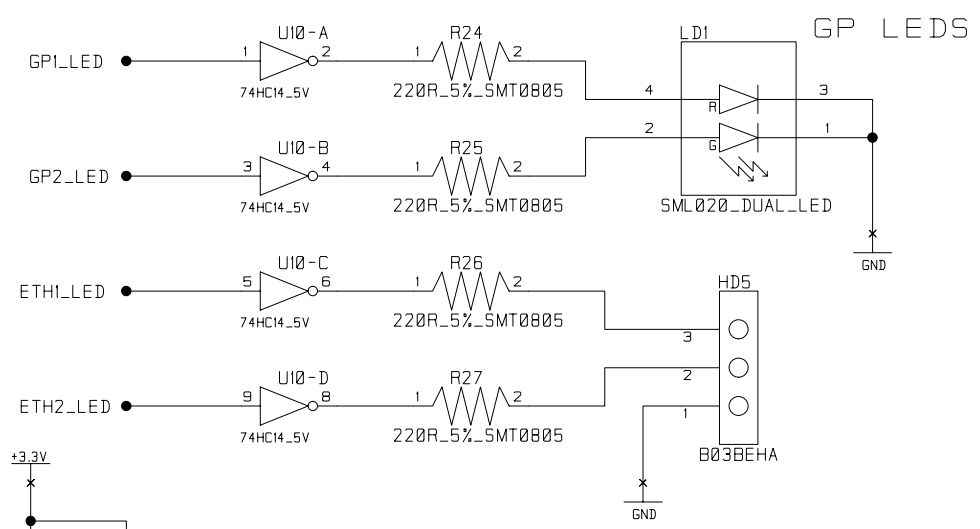 GP LEDS
U10-A
R24
LD1
GP1_LED
1
2
1
2
74HC14_5V
220R_5%_SMT0805
4
R
3
U10-B
R25
2
G
1
GP2_LED
3
4
1
2
74HC14_5V
220R_5%_SMT0805
SML020_DUAL_LED
GND
U10-C
R26
HD5
ETH1_LED
5
6
1
2
74HC14_5V
220R_5%_SMT0805
3
U10-D
R27
2
ETH2_LED
9
8
1
2
1
74HC14_5V
220R_5%_SMT0805
B03BEHA
+3.3V
GND